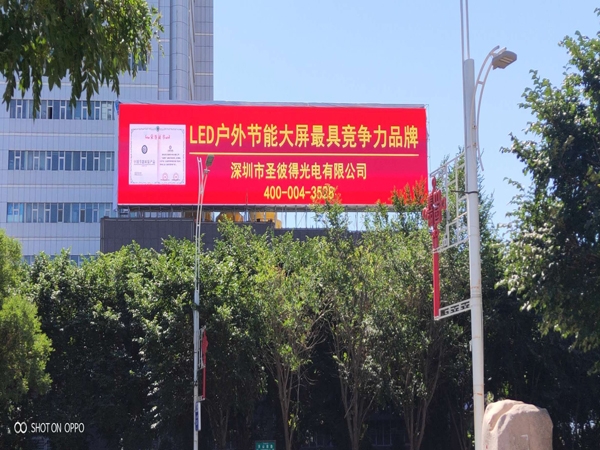 LED户外节能大屏最具竞争力品牌
深圳市圣彼得光电有限公司
400-004-3528
SHOT ON OPPO